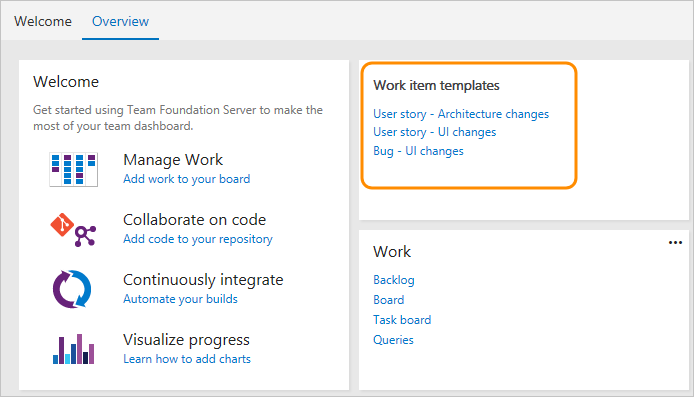 Welcome
Overview
Welcome
Get started using Team Foundation Server to make the
most of your team dashboard.
Manage Work
Add work to your board
Collaborate on code
Add code to your repository
Continuously integrate
Automate your builds
Visualize progress
Learn how to add charts
Work item templates
User story - Architecture changes
User story - UI changes
Bug - UI changes
Work
Backlog
Board
Task board
Queries